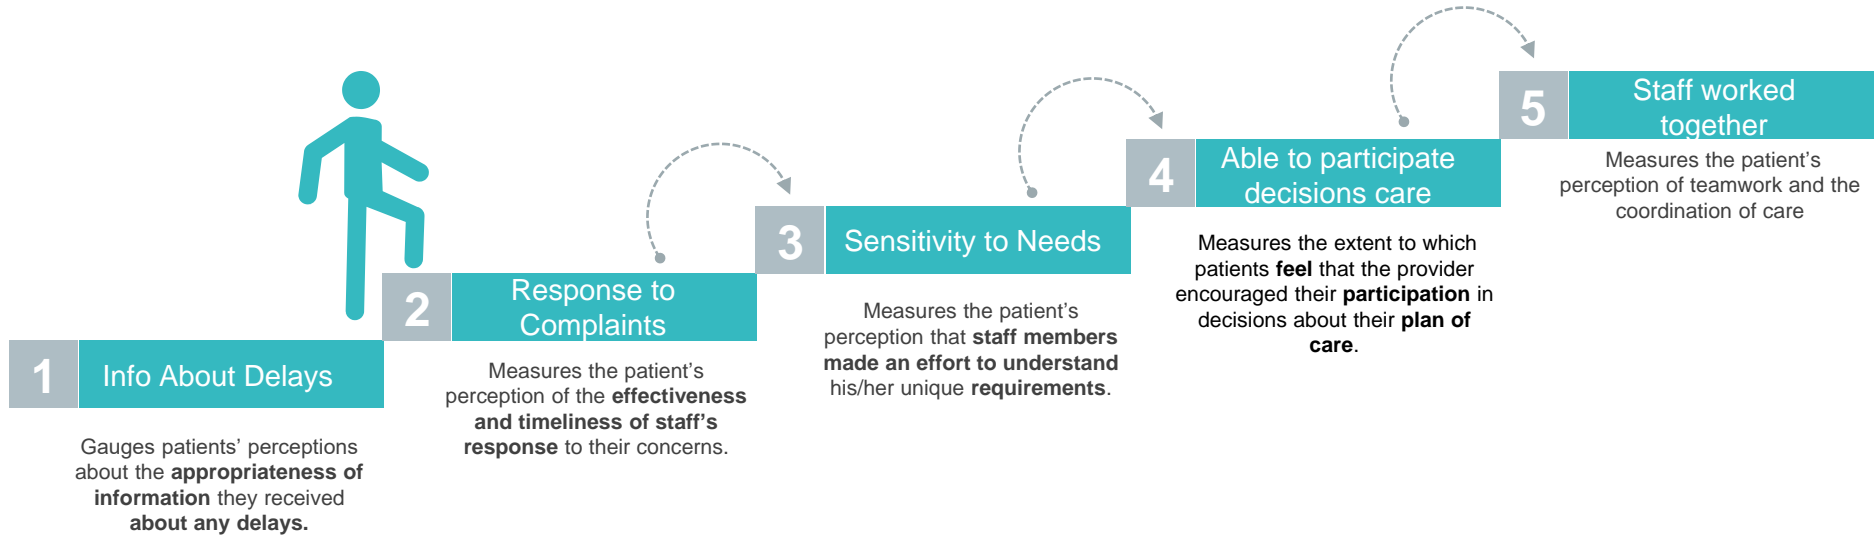 1
Info About Delays
Gauges patients’ perceptions
about the appropriateness of
information they received
about any delays.
2
Response to
Complaints
Measures the patient’s
perception of the effectiveness
and timeliness of staff’s
response to their concerns.
3
Sensitivity to Needs
Measures the patient’s
perception that staff members
made an effort to understand
his/her unique requirements.
4
Able to participate
decisions care
Measures the extent to which
patients feel that the provider
encouraged their participation in
decisions about their plan of
care.
5
Staff worked
together
Measures the patient’s
perception of teamwork and the
coordination of care